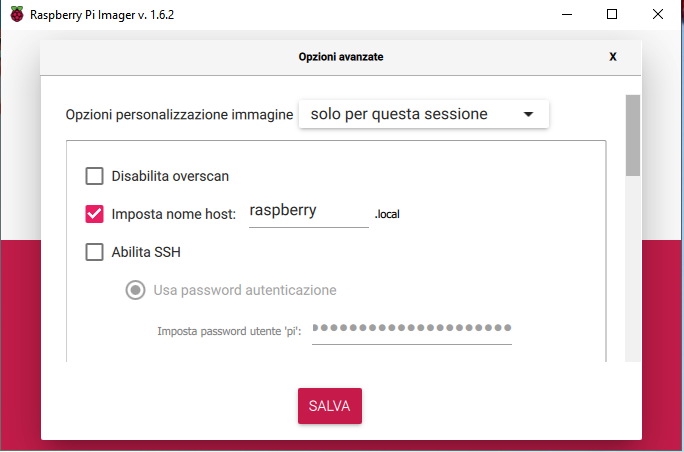 Raspberry Pi Imager v. 1.6.2
Opzioni avanzate X
Opzioni personalizzazione immagine solo per questa sessione
Disabilita overscan
Imposta nome host: raspberry .local
Abilita SSH
Usa password autenticazione
Imposta password utente 'pi':
SALVA